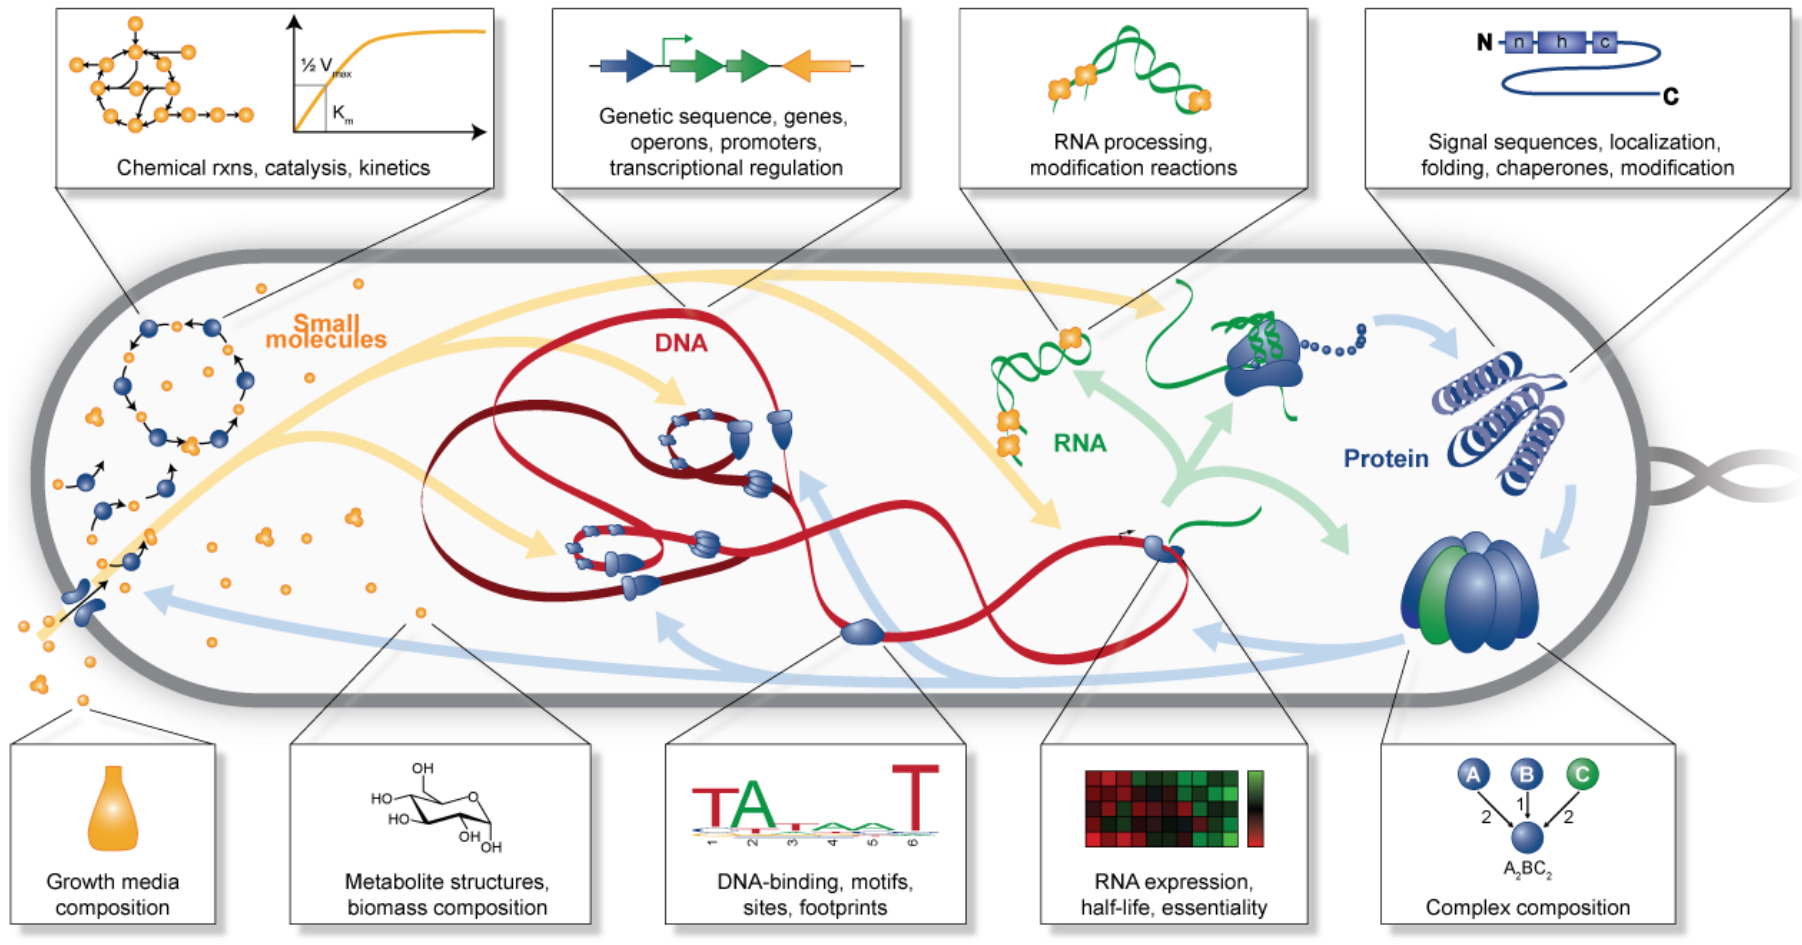 ½ Vmax
Km
Chemical rxns, catalysis, kinetics
Genetic sequence, genes,
operons, promoters,
transcriptional regulation
RNA processing,
modification reactions
N
n
h
c
C
Signal sequences, localization,
folding, chaperones, modification
Small
molecules
DNA
RNA
Protein
Growth media
composition
OH
HO
O
HO
OH
OH
Metabolite structures,
biomass composition
TA T
1 2 3 4 5 6
DNA-binding, motifs,
sites, footprints
RNA expression,
half-life, essentiality
A B C
2 1 2
A2BC2
Complex composition